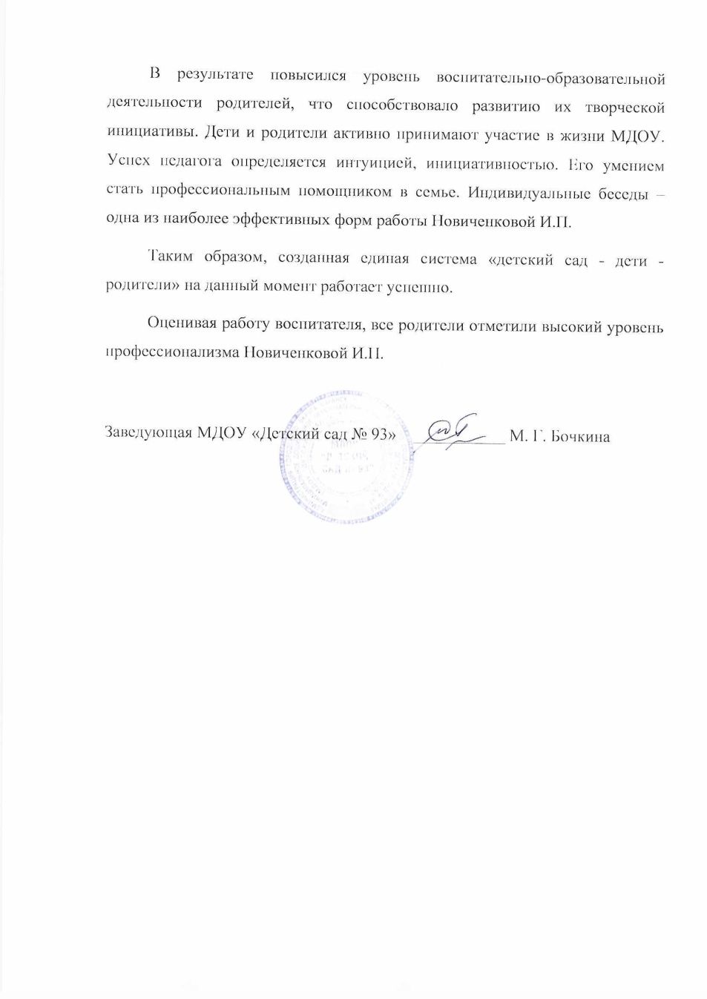 В результате повысился уровень воспитательно-образовательной
деятельности родителей, что способствовало развитию их творческой
инициативы. Дети и родители активно принимают участие в жизни МДОУ.
Успех педагога определяется интуицией, инициативностью. Его умением
стать профессиональным помощником в семье. Индивидуальные беседы –
одна из наиболее эффективных форм работы Новиченковой И.П.
Таким образом, созданная единая система «детский сад - дети -
родители» на данный момент работает успешно.
Оценивая работу воспитателя, все родители отметили высокий уровень
профессионализма Новиченковой И.П.
Заведующая МДОУ «Детский сад № 93» М. Г. Бочкина